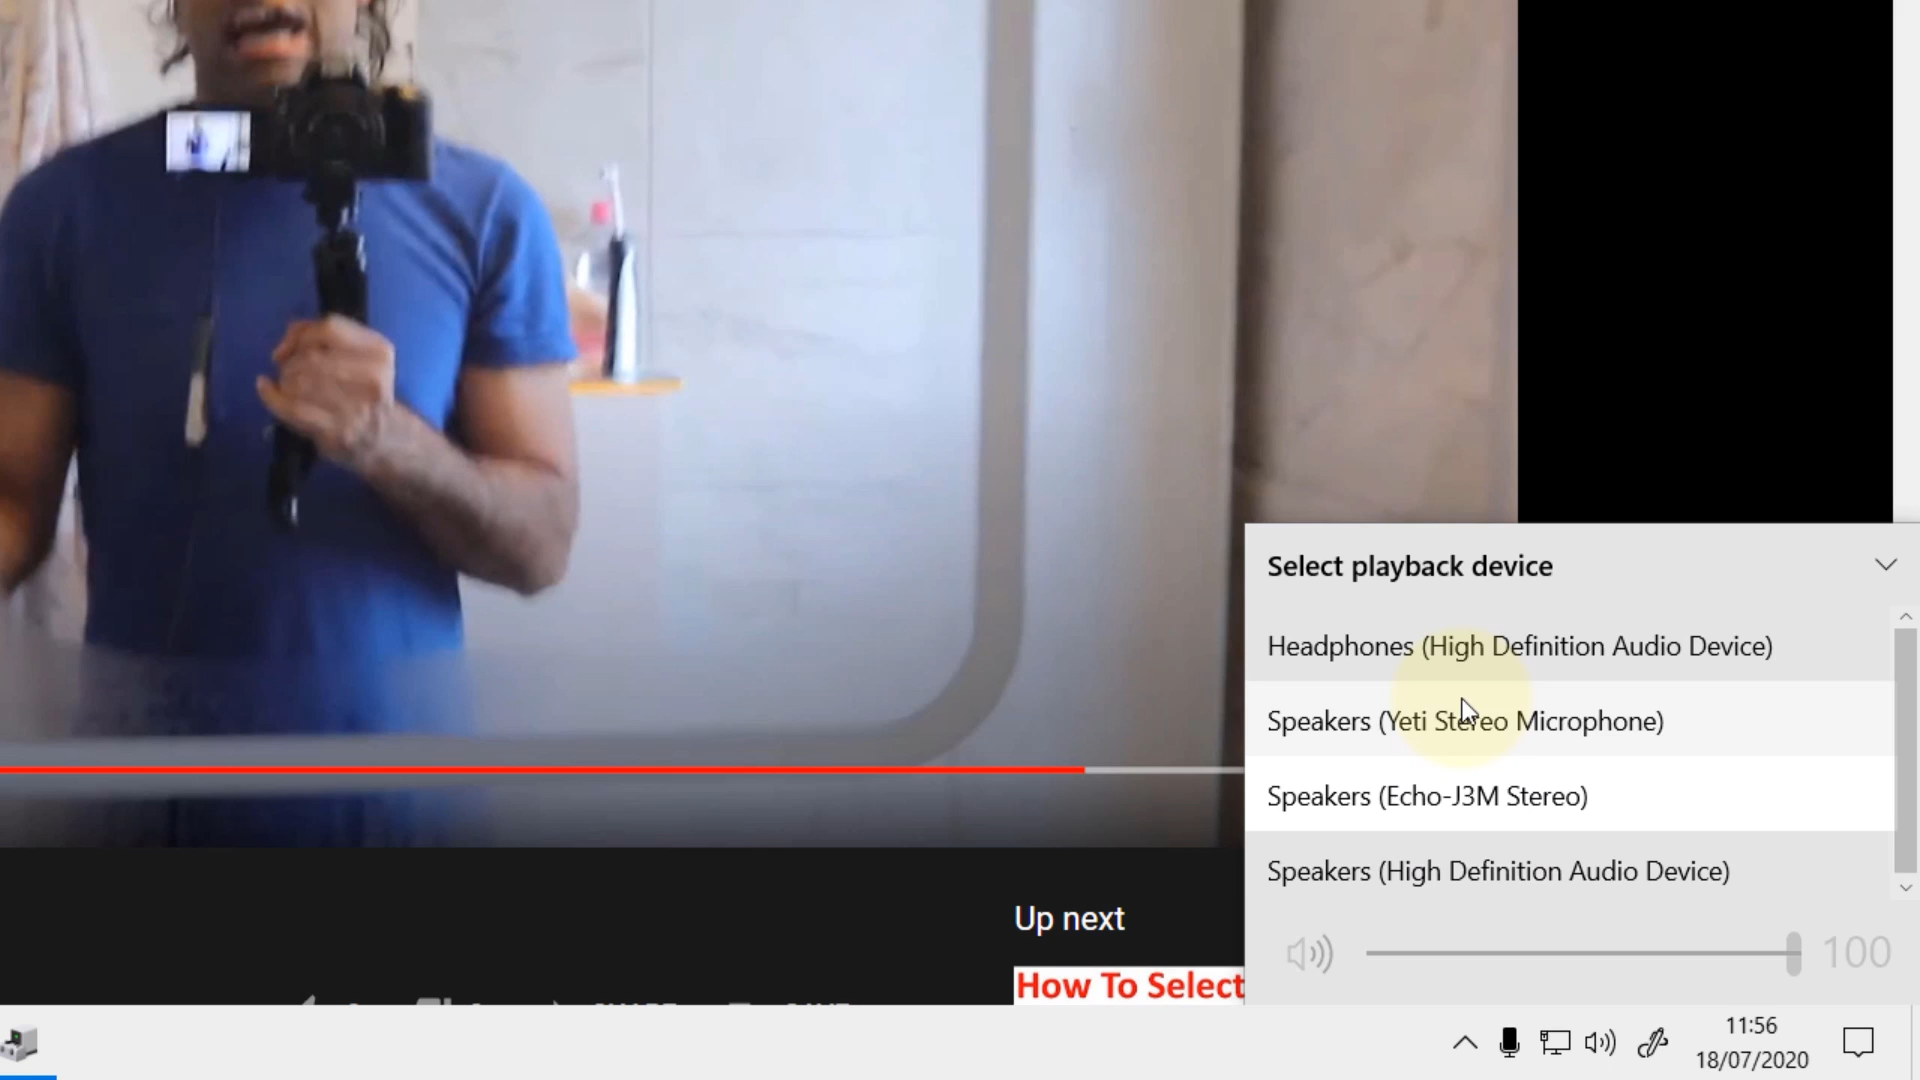 Select playback device
Headphones (High Definition Audio Device)
Speakers (Yeti Stereo Microphone)
Speakers (Echo-J3M Stereo)
Speakers (High Definition Audio Device)
100
Up next
How To Select
11:56
18/07/2020